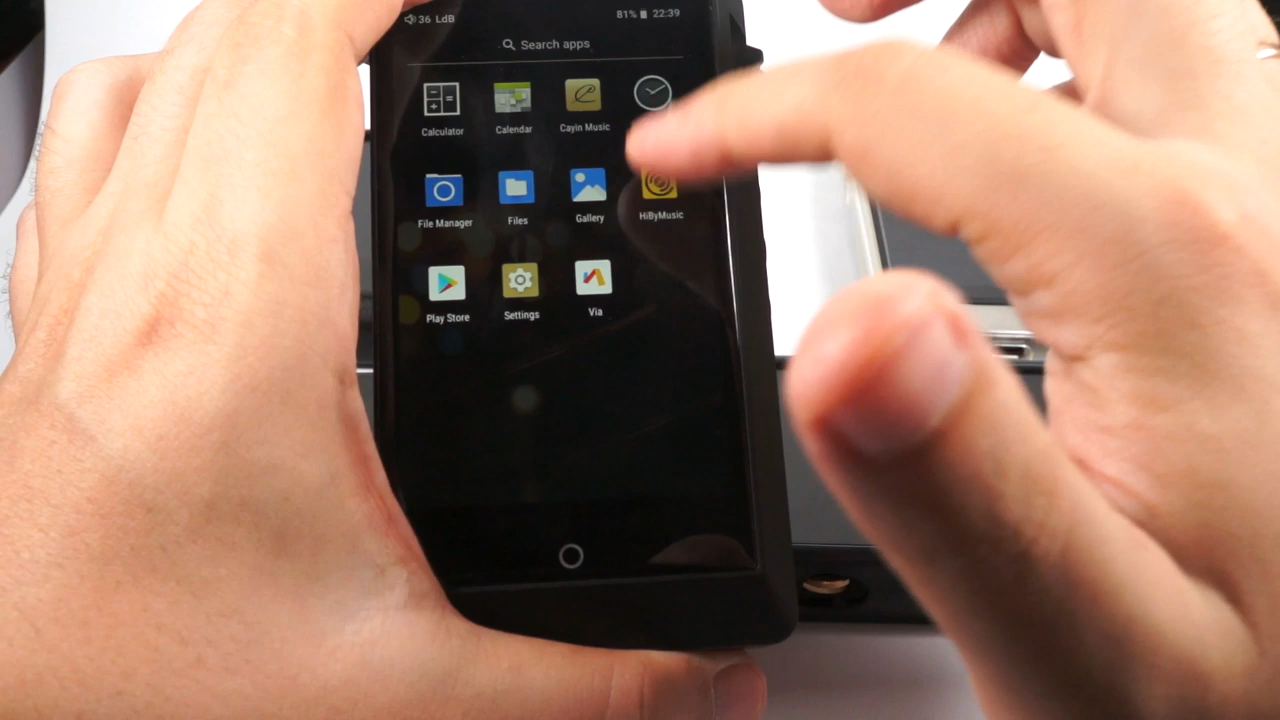 36 LdB 81% 22:39
Search apps
Calculator Calendar Cayin Music
File Manager Files Gallery HiByMusic
Play Store Settings Via